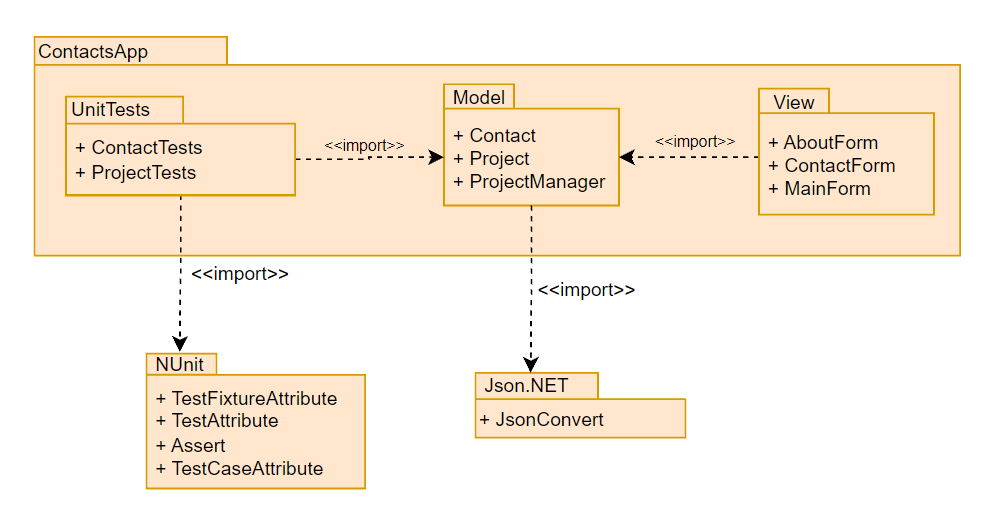 ContactsApp
UnitTests
+ ContactTests
+ ProjectTests
<<import>>
Model
+ Contact
+ Project
+ ProjectManager
<<import>>
View
+ AboutForm
+ ContactForm
+ MainForm
<<import>>
<<import>>
NUnit
+ TestFixtureAttribute
+ TestAttribute
+ Assert
+ TestCaseAttribute
Json.NET
+ JsonConvert